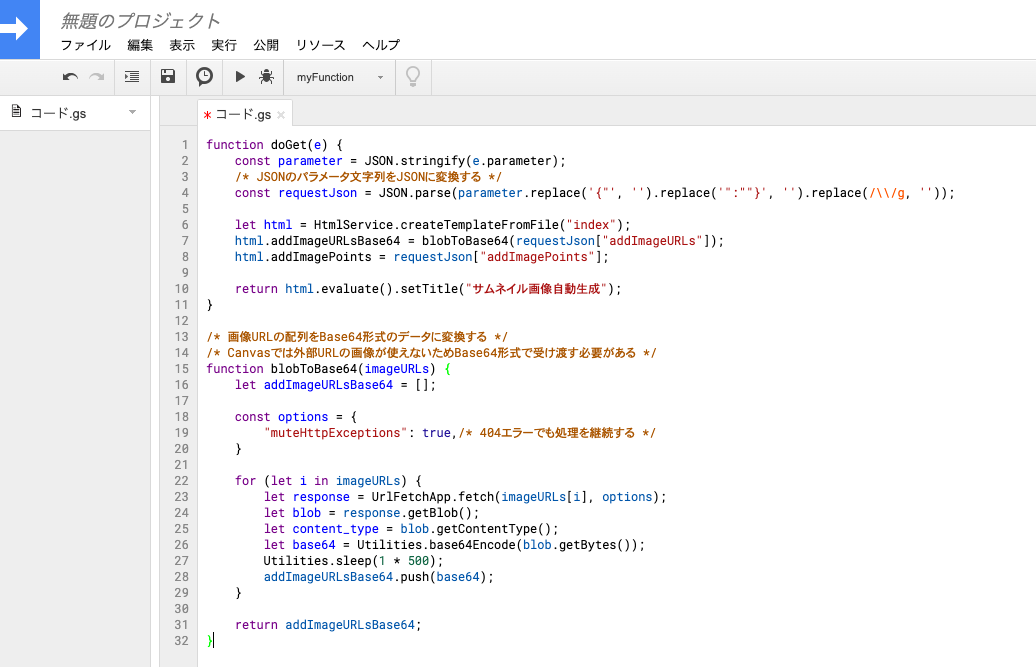 無題のプロジェクト
ファイル 編集 表示 実行 公開 リソース ヘルプ
myFunction
コード.gs
* コード.gs ×
1 function doGet(e) {
2     const parameter = JSON.stringify(e.parameter);
3     /* JSONのパラメータ文字列をJSONに変換する */
4     const requestJson = JSON.parse(parameter.replace('{"', '').replace('":""}', '').replace(/\\/g, ''));
5
6     let html = HtmlService.createTemplateFromFile("index");
7     html.addImageURLsBase64 = blobToBase64(requestJson["addImageURLs"]);
8     html.addImagePoints = requestJson["addImagePoints"];
9
10     return html.evaluate().setTitle("サムネイル画像自動生成");
11 }
12
13 /* 画像URLの配列をBase64形式のデータに変換する */
14 /* Canvasでは外部URLの画像が使えないためBase64形式で受け渡す必要がある */
15 function blobToBase64(imageURLs) {
16     let addImageURLsBase64 = [];
17
18     const options = {
19         "muteHttpExceptions": true,/* 404エラーでも処理を継続する */
20     }
21
22     for (let i in imageURLs) {
23         let response = UrlFetchApp.fetch(imageURLs[i], options);
24         let blob = response.getBlob();
25         let content_type = blob.getContentType();
26         let base64 = Utilities.base64Encode(blob.getBytes());
27         Utilities.sleep(1 * 500);
28         addImageURLsBase64.push(base64);
29     }
30
31     return addImageURLsBase64;
32 }